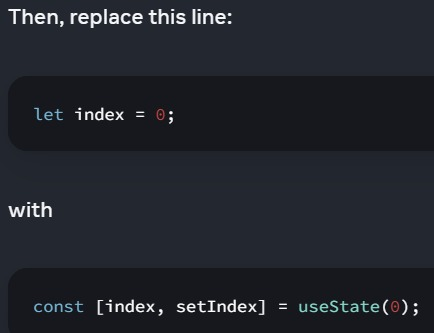 Then, replace this line:
let index = 0;
with
const [index, setIndex] = useState(0);